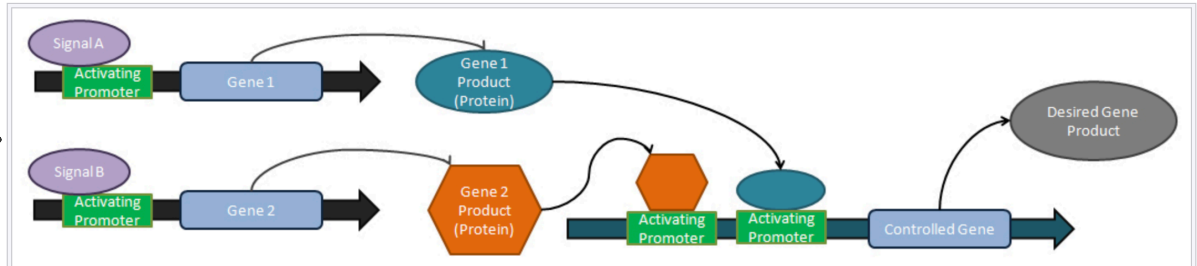 Signal A
Activating
Promoter
Gene 1
Gene 1
Product
(Protein)
Desired Gene
Product
Signal B
Activating
Promoter
Gene 2
Gene 2
Product
(Protein)
Activating
Promoter
Activating
Promoter
Controlled Gene